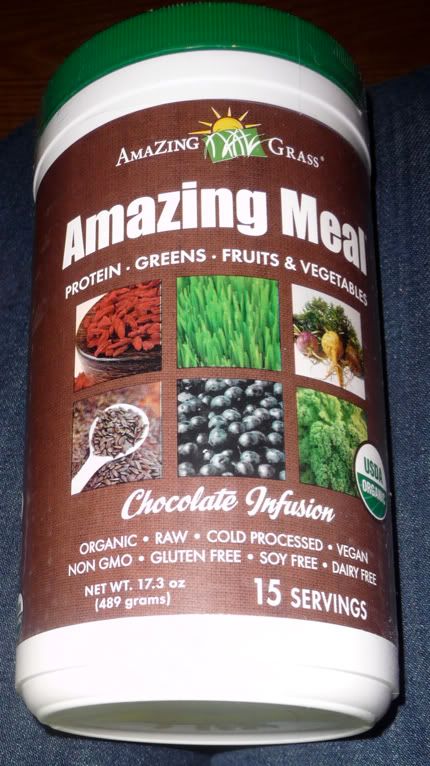 AMAZING GRASS®
Amazing Meal
PROTEIN · GREENS · FRUITS & VEGETABLES
USDA
ORGANIC
Chocolate Infusion
ORGANIC • RAW • COLD PROCESSED • VEGAN
NON GMO • GLUTEN FREE • SOY FREE • DAIRY FREE
NET WT. 17.3 oz
(489 grams)
15 SERVINGS